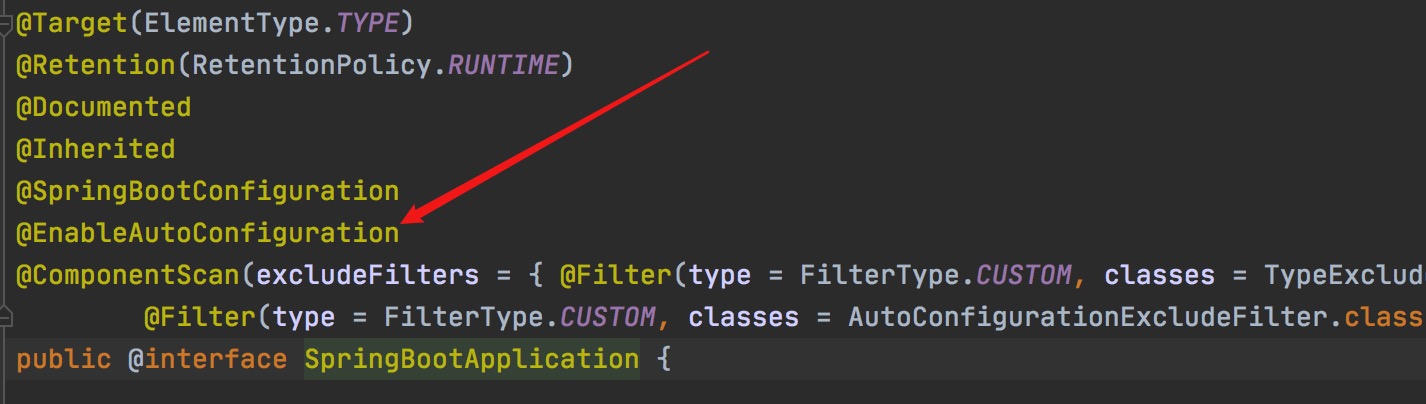 @Target(ElementType.TYPE)
@Retention(RetentionPolicy.RUNTIME)
@Documented
@Inherited
@SpringBootConfiguration
@EnableAutoConfiguration
@ComponentScan(excludeFilters = { @Filter(type = FilterType.CUSTOM, classes = TypeExclud
@Filter(type = FilterType.CUSTOM, classes = AutoConfigurationExcludeFilter.class
public @interface SpringBootApplication {